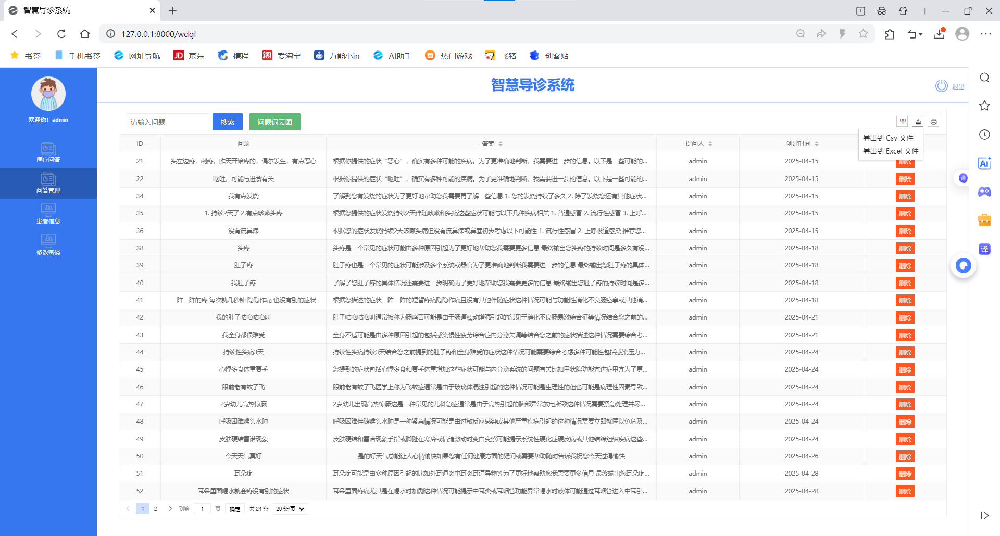 智慧导诊系统
127.0.0.1:8000/wdgl
书签 手机书签 网址导航 JD 京东 携程 淘 爱淘宝 万能小in AI助手 热门游戏 飞猪 创客贴
智慧导诊系统
退出
欢迎你！admin
医疗问答
问答管理
患者信息
修改密码
请输入问题 搜索 问题词云图
导出到 Csv 文件
导出到 Excel 文件
ID 问题 答案 提问人 创建时间
21 头左边疼，刺疼，昨天开始疼的，偶尔发生，有点恶心 根据你提供的症状“恶心”，确实有多种可能的疾病。为了更准确地判断，我需要进一步的信息。以下是一些可能的... admin 2025-04-15 删除
22 呕吐，可能与进食有关 根据你提供的症状“呕吐”，确实有多种可能的疾病。为了更准确地判断，我需要进一步的信息。以下是一些可能的... admin 2025-04-15 删除
34 我有点发烧 了解到您有发烧的症状为了更好地帮助您我需要再了解一些信息 1. 您的发烧持续了多久 2. 除了发烧您还有其他症状... admin 2025-04-15 删除
35 1. 持续2天了 2.有点咳嗽头疼 根据您提供的症状发烧持续2天伴随咳嗽和头痛这些症状可能与以下几种疾病相关 1. 普通感冒 2. 流行性感冒 3. 上呼... admin 2025-04-15 删除
36 没有流鼻涕 根据您的症状发烧持续2天咳嗽头痛但没有流鼻涕或鼻塞初步考虑以下可能性 1. 流行性感冒 2. 上呼吸道感染 推荐您... admin 2025-04-15 删除
38 头疼 头疼是一个常见的症状可能由多种原因引起为了更好地帮助您我需要更多信息 最终输出您头疼的持续时间是多久有没... admin 2025-04-18 删除
39 肚子疼 肚子疼也是一个常见的症状可能涉及多个系统或器官为了更准确地判断我需要进一步的信息 最终输出您肚子疼的具体... admin 2025-04-18 删除
40 我肚子疼 了解了您肚子疼的具体情况还需要进一步明确为了更好地帮助您我需要更多的信息 最终输出您肚子疼的持续时间是多... admin 2025-04-18 删除
41 一阵一阵的疼 每次就几秒钟 隐隐作痛 也没有别的症状 根据您描述的症状一阵一阵的短暂疼痛隐隐作痛且没有其他伴随症状这种情况可能与功能性消化不良肠痉挛或其他消... admin 2025-04-18 删除
42 我的肚子咕噜咕噜叫 肚子咕噜咕噜叫通常被称为肠鸣音可能是由于肠道蠕动增强引起的常见于消化不良肠易激综合征等情况结合您之前的... admin 2025-04-21 删除
43 我全身都很难受 全身不适可能是由多种原因引起的包括感染慢性疲劳综合症内分泌失调等结合您之前的症状描述这种情况需要综合考... admin 2025-04-21 删除
44 持续性头痛3天 持续性头痛持续3天结合您之前提到的肚子疼和全身难受的症状这种情况可能需要综合考虑多种可能性包括感染压力... admin 2025-04-24 删除
45 心悸多食体重夏季 您提到的症状包括心悸多食和夏季体重增加这些症状可能与内分泌系统的问题有关比如甲状腺功能亢进症甲亢为了更... admin 2025-04-24 删除
46 眼前老有蚊子飞 眼前老有蚊子飞医学上称为飞蚊症通常是由于玻璃体混浊引起的这种情况可能是生理性的但也可能是病理性因素导致... admin 2025-04-24 删除
47 2岁幼儿高热惊厥 2岁幼儿出现高热惊厥这是一种常见的儿科急症通常是由于高热引起的脑部异常放电所致这种情况需要紧急处理并尽... admin 2025-04-24 删除
48 呼吸困难喉头水肿 呼吸困难伴随喉头水肿是一种紧急情况可能是由过敏反应感染或其他严重疾病引起的这种情况需要立即就医以免危及... admin 2025-04-24 删除
49 皮肤硬结雷诺现象 皮肤硬结和雷诺现象手指或脚趾在寒冷或情绪激动时变白变紫可能提示系统性硬化症硬皮病或其他结缔组织疾病这些... admin 2025-04-24 删除
50 今天天气真好 是的好天气总能让人心情愉快如果您有任何健康方面的疑问或需要帮助随时告诉我祝您今天过得愉快 admin 2025-04-26 删除
51 耳朵疼 耳朵疼可能是由多种原因引起的比如外耳道炎中耳炎耳道异物等为了更好地帮助您我需要更多信息 最终输出您耳朵疼... admin 2025-04-28 删除
52 耳朵里面喝水就会疼没有别的症状 耳朵里面疼痛尤其是在喝水时加剧这种情况可能提示中耳炎或耳咽管功能异常喝水时液体可能通过耳咽管进入中耳引... admin 2025-04-28 删除
1 2 到第 1 页 确定 共 24 条 20 条/页
1
AI
译
译